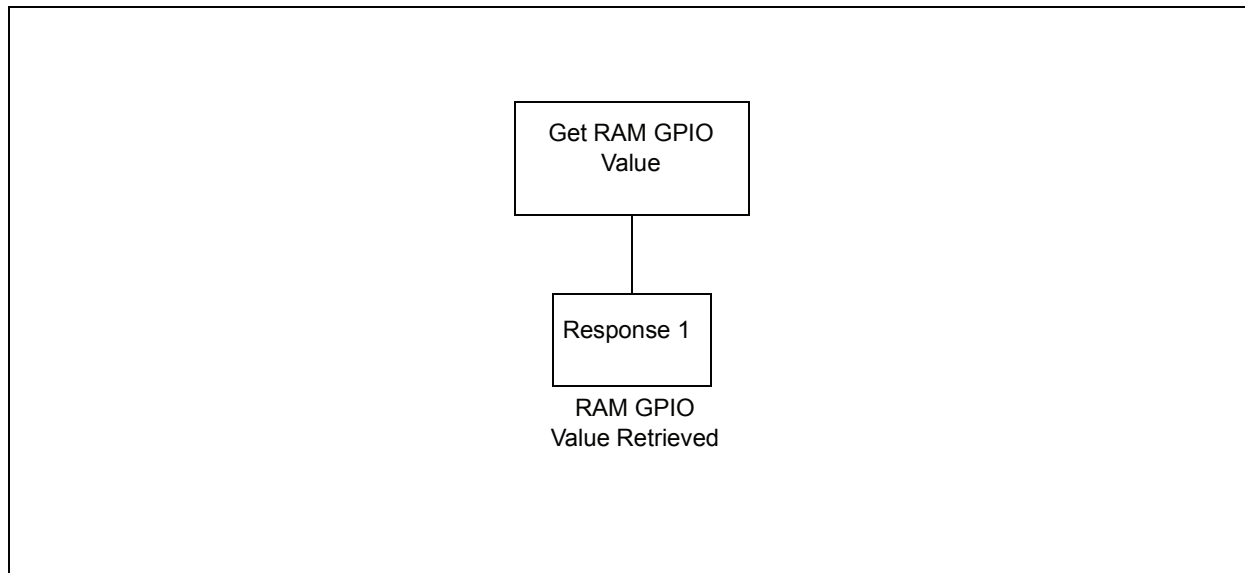 Get RAM GPIO
Value
Response 1
RAM GPIO
Value Retrieved